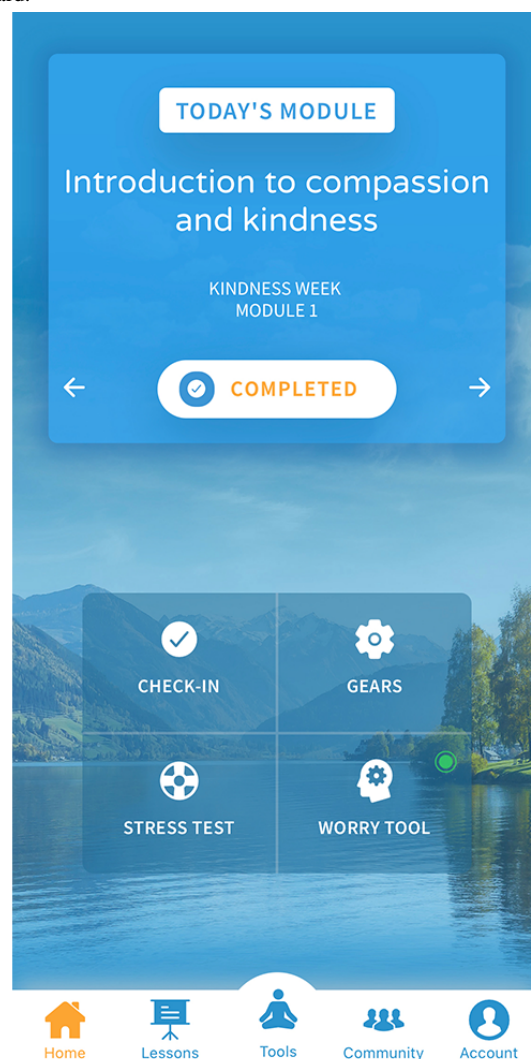 TODAY'S MODULE
Introduction to compassion
and kindness
KINDNESS WEEK
MODULE 1
COMPLETED
CHECK-IN
GEARS
STRESS TEST
WORRY TOOL
Home
Lessons
Tools
Community
Account